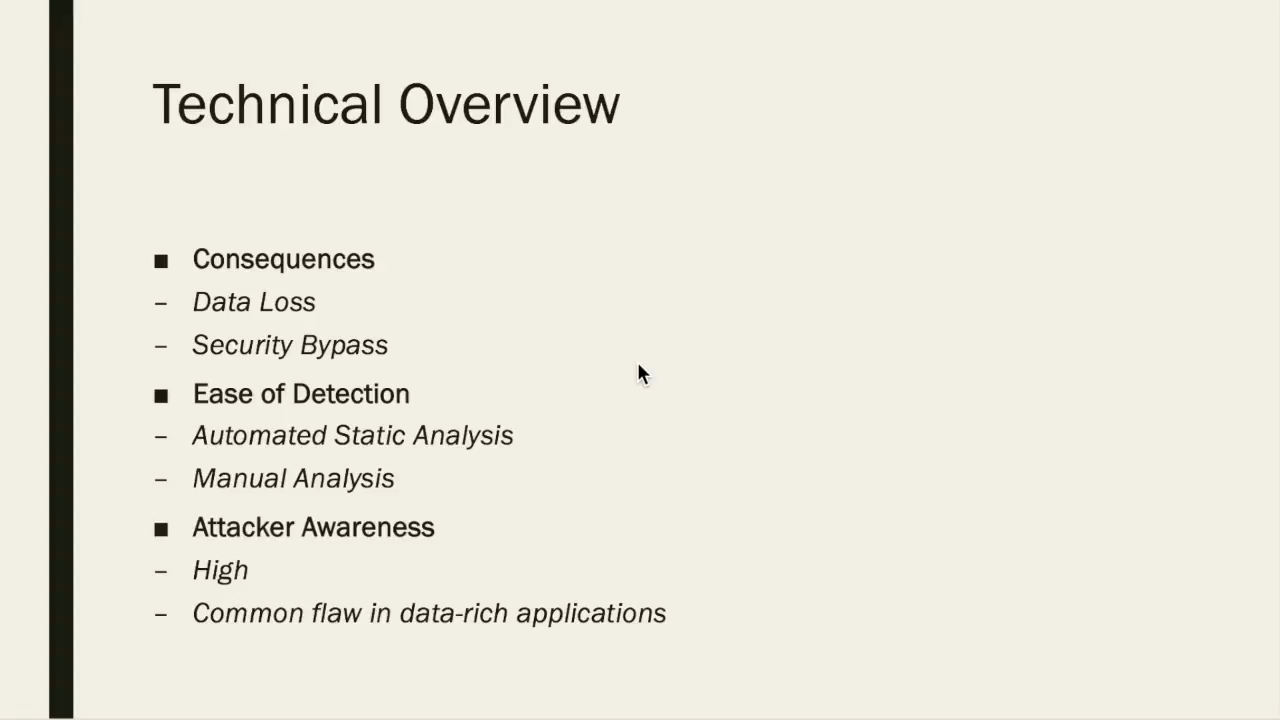 Technical Overview
■ Consequences
– Data Loss
– Security Bypass
■ Ease of Detection
– Automated Static Analysis
– Manual Analysis
■ Attacker Awareness
– High
– Common flaw in data-rich applications